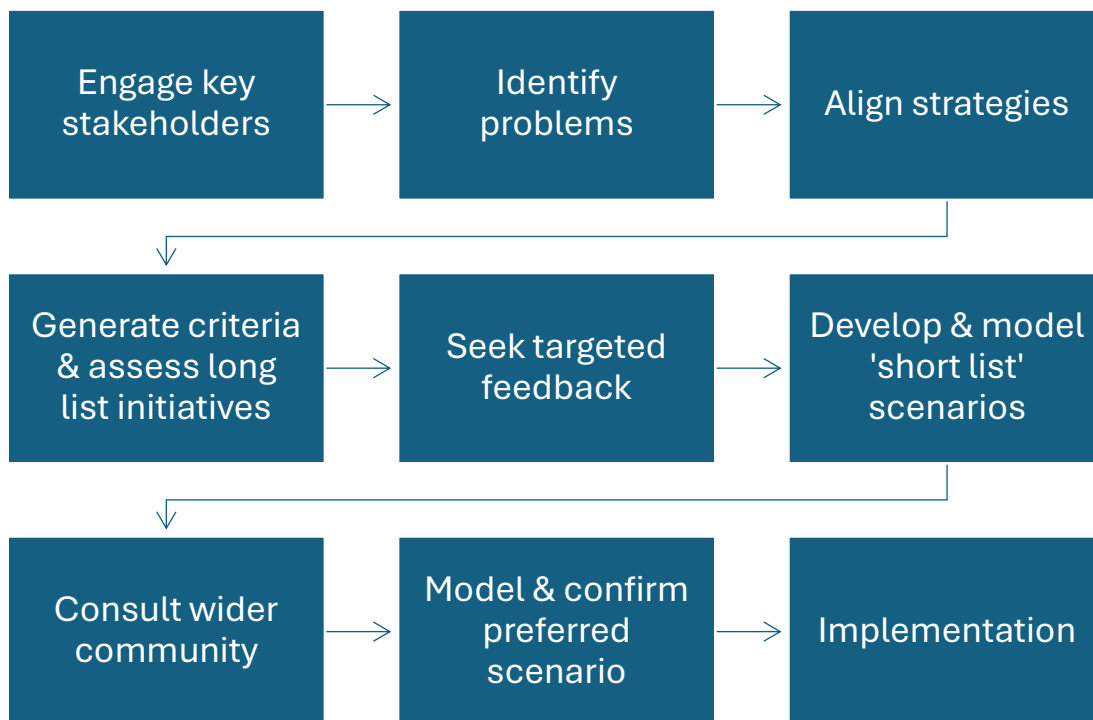 Engage key
stakeholders
Identify
problems
Align strategies
Generate criteria
& assess long
list initiatives
Seek targeted
feedback
Develop & model
'short list'
scenarios
Consult wider
community
Model & confirm
preferred
scenario
Implementation